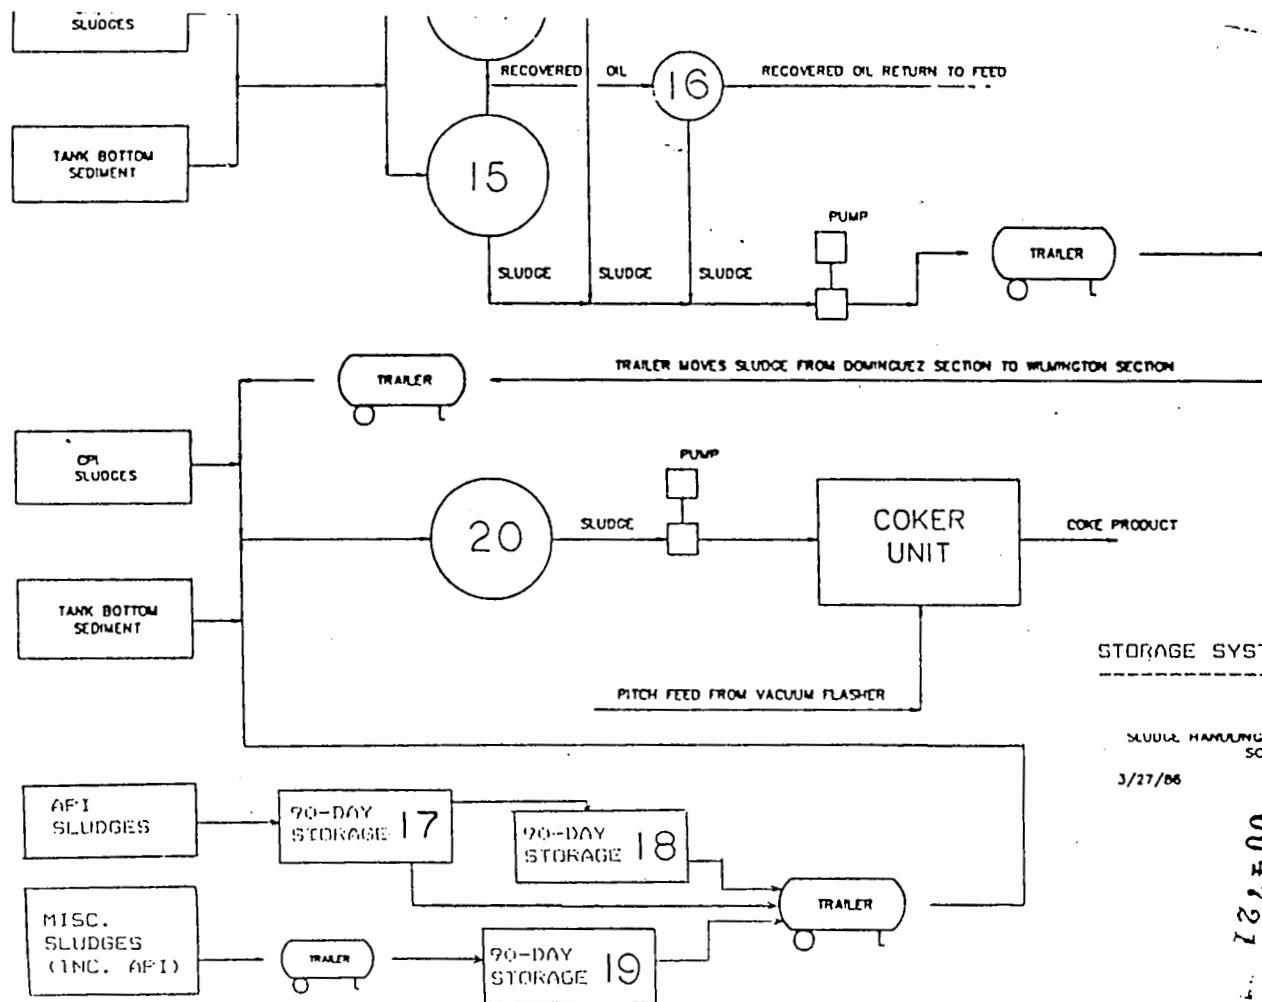 SLUDGES
RECOVERED OIL
16
RECOVERED OIL RETURN TO FEED
TANK BOTTOM
SEDIMENT
15
PUMP
TRAILER
SLUDGE
SLUDGE
SLUDGE
TRAILER MOVES SLUDGE FROM DOMINGUEZ SECTION TO WILMINGTON SECTION
TRAILER
CPI
SLUDGES
PUMP
20
SLUDGE
COKER
UNIT
COKE PRODUCT
TANK BOTTOM
SEDIMENT
STORAGE SYST
PITCH FEED FROM VACUUM FLASHER
SLUDGE HANDLING
SC
3/27/86
API
SLUDGES
90-DAY
STORAGE 17
90-DAY
STORAGE 18
TRAILER
MISC.
SLUDGES
(INC. API)
TRAILER
90-DAY
STORAGE 19